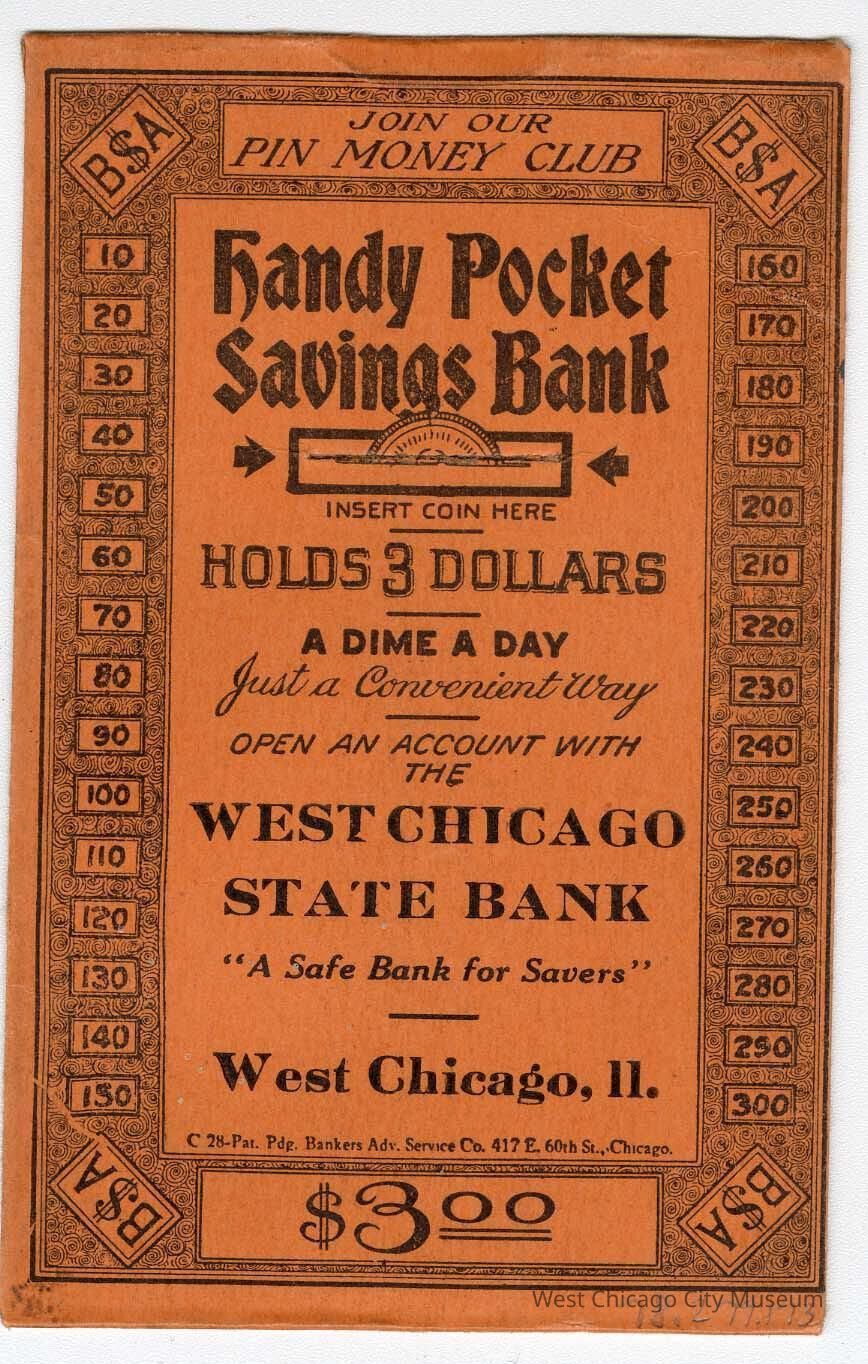 JOIN OUR
PIN MONEY CLUB
B$A
B$A
10
20
30
40
50
60
70
80
90
100
110
120
130
140
150
Handy Pocket
Savings Bank
INSERT COIN HERE
HOLDS 3 DOLLARS
A DIME A DAY
Just a Convenient Way
OPEN AN ACCOUNT WITH
THE
WEST CHICAGO
STATE BANK
"A Safe Bank for Savers"
West Chicago, Il.
C 28-Pat. Pdg. Bankers Adv. Service Co. 417 E. 60th St., Chicago.
160
170
180
190
200
210
220
230
240
250
260
270
280
290
300
B$A
B$A
$3 00
West Chicago City Museum